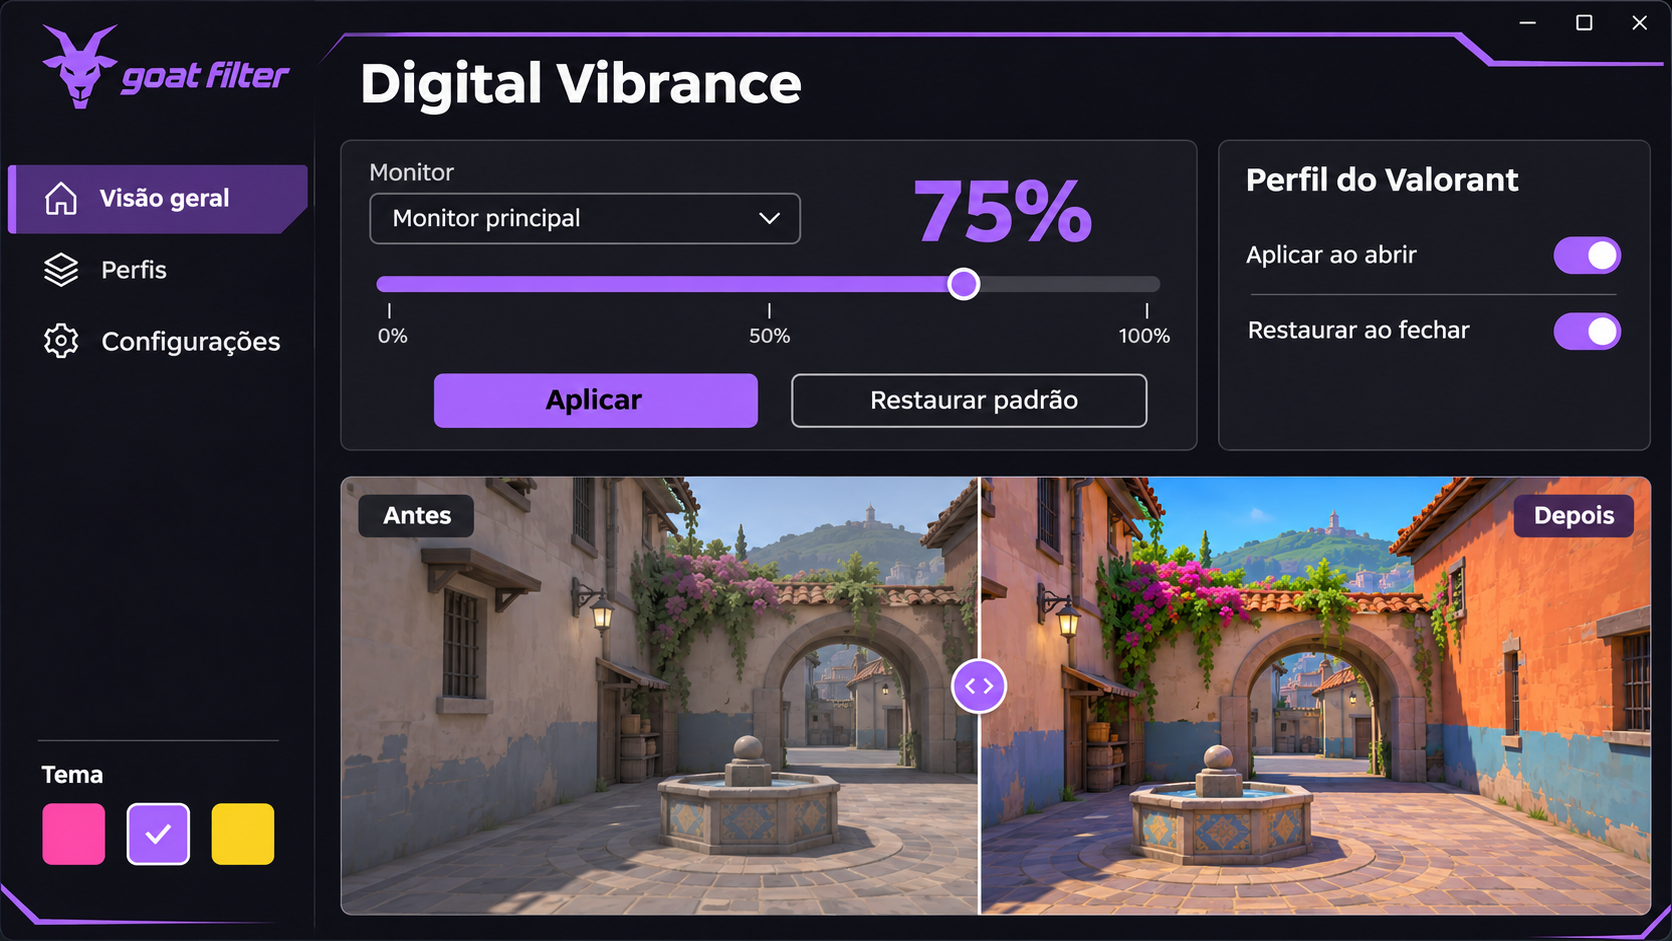 goat filter
Digital Vibrance
Visão geral
Perfis
Configurações
Tema
Monitor
Monitor principal
75%
0%
50%
100%
Aplicar
Restaurar padrão
Perfil do Valorant
Aplicar ao abrir
Restaurar ao fechar
Antes
Depois